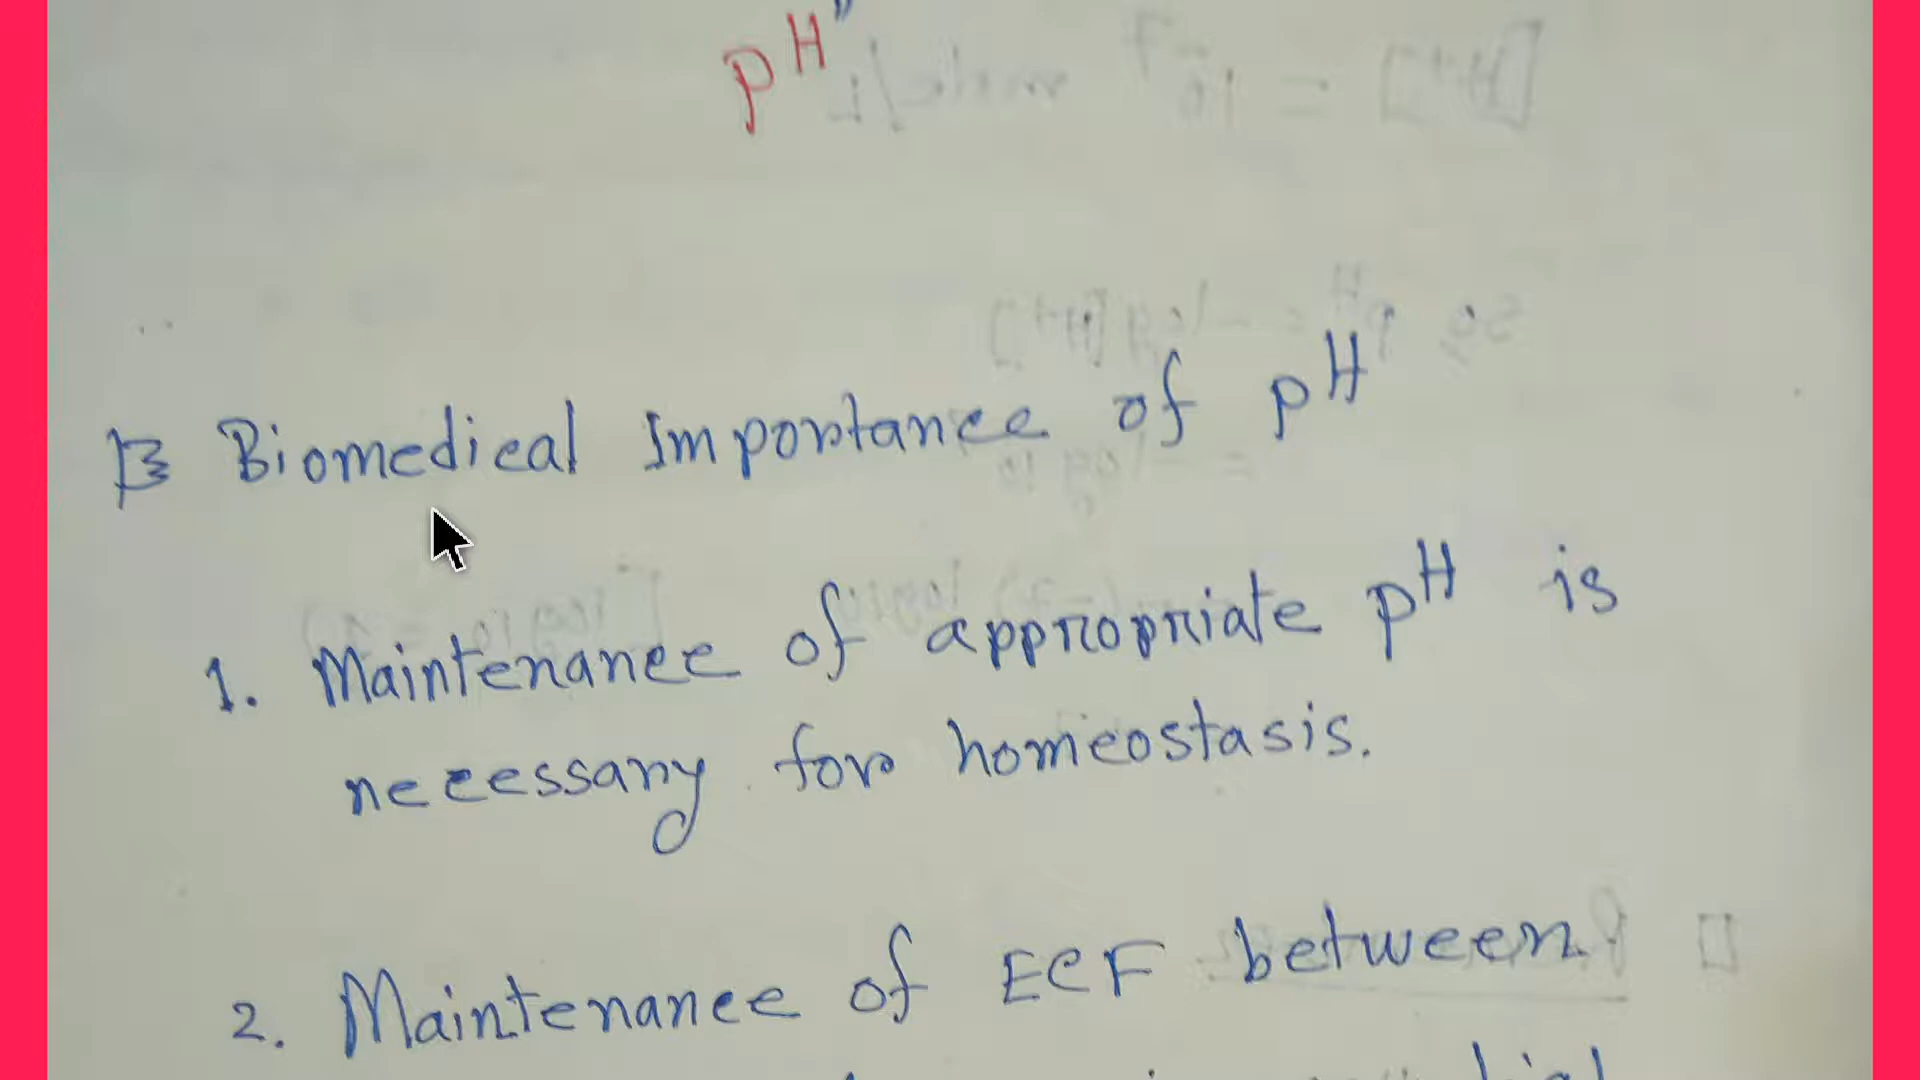 pH"
Biomedical Importance of pH
1. Maintenance of appropriate pH is
necessary for homeostasis.
2. Maintenance of ECF between